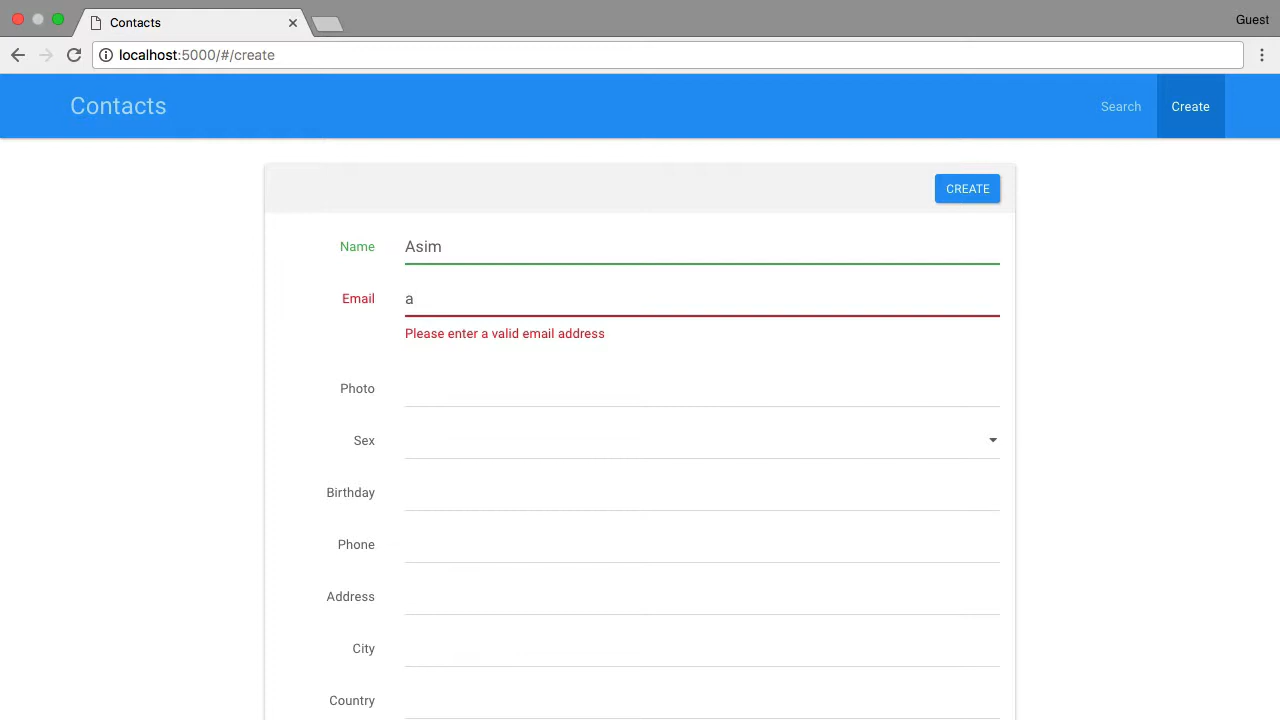 Contacts
Guest
localhost:5000/#/create
Contacts
Search
Create
CREATE
Name
Asim
Email
a
Please enter a valid email address
Photo
Sex
Birthday
Phone
Address
City
Country